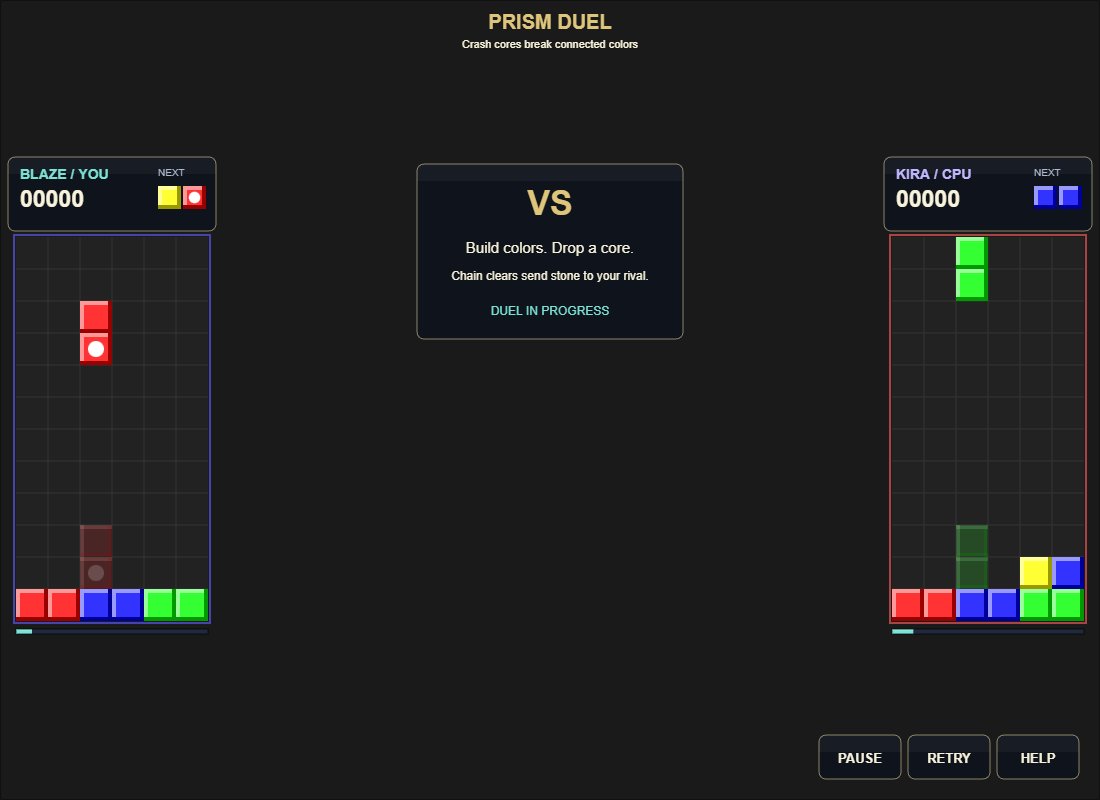 PRISM DUEL
Crash cores break connected colors
BLAZE / YOU
NEXT
00000
VS
Build colors. Drop a core.
Chain clears send stone to your rival.
DUEL IN PROGRESS
KIRA / CPU
NEXT
00000
PAUSE
RETRY
HELP